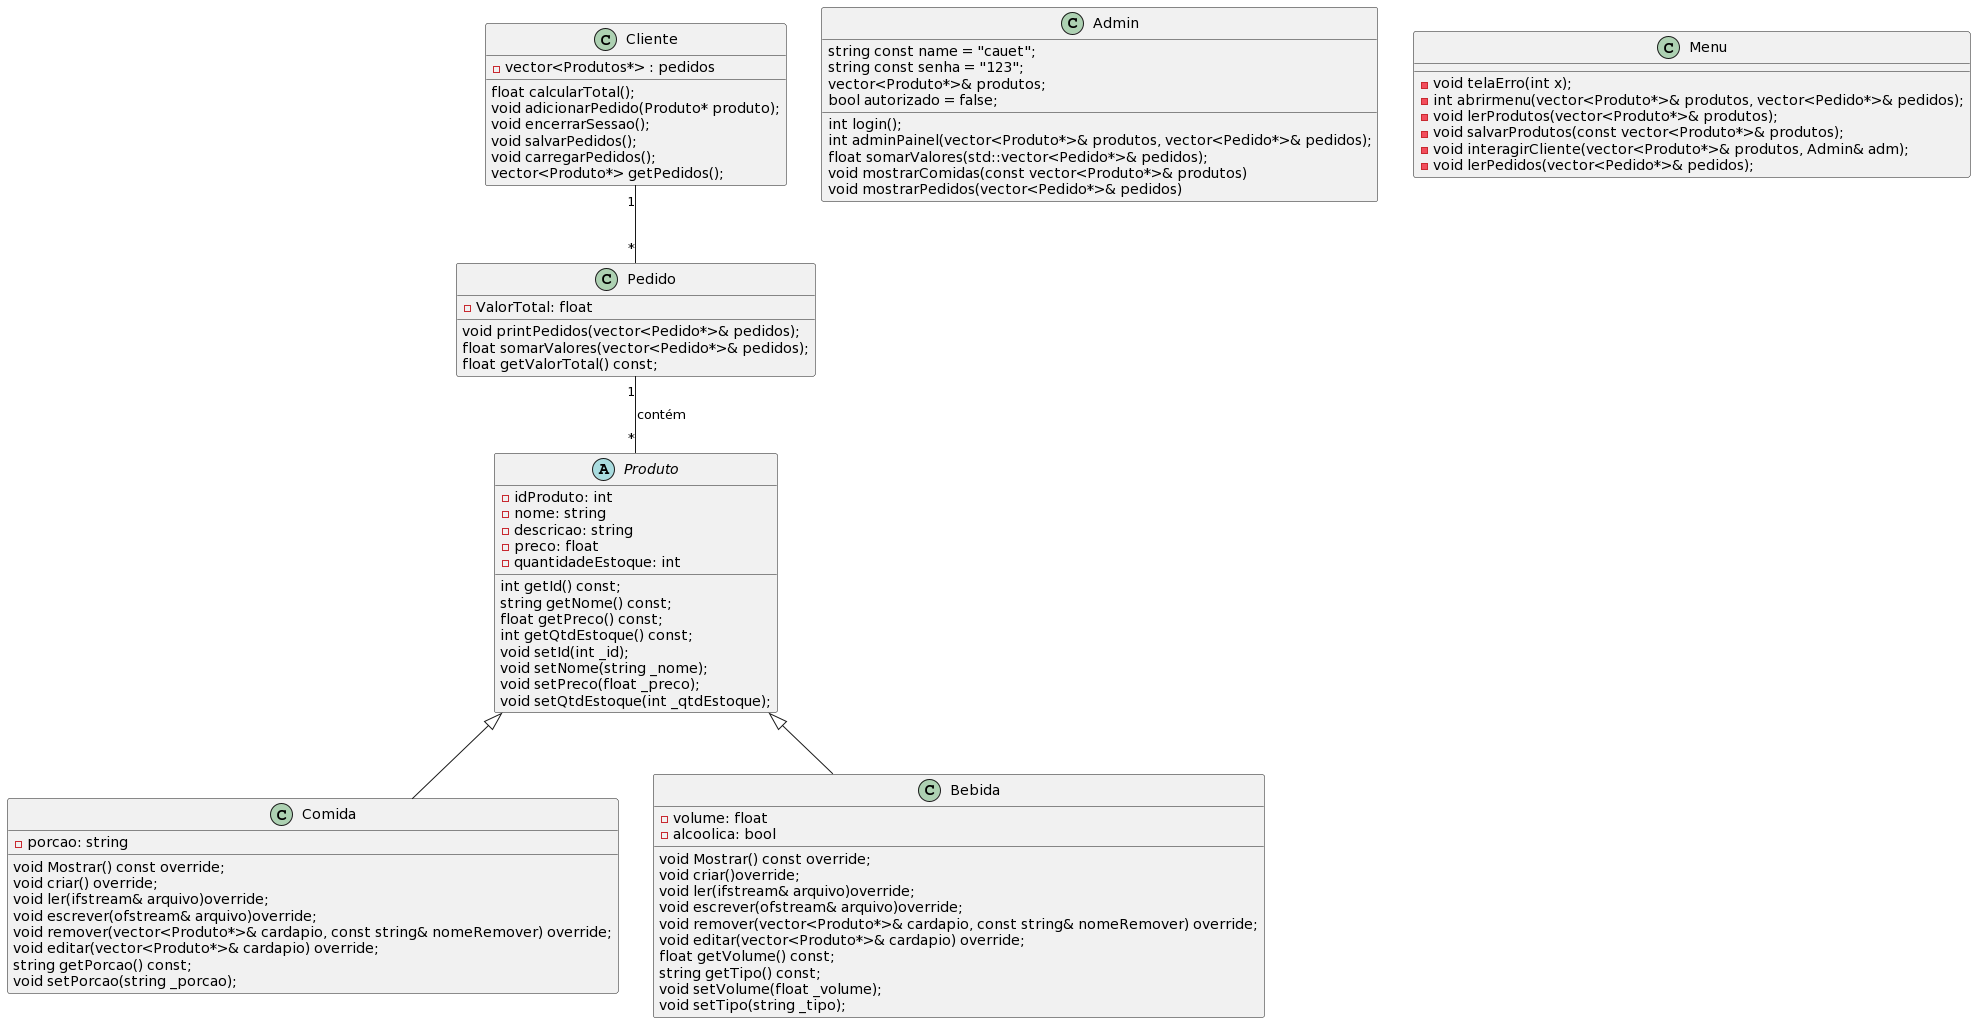 C Cliente
vector<Produtos*> : pedidos
float calcularTotal();
void adicionarPedido(Produto* produto);
void encerrarSessao();
void salvarPedidos();
void carregarPedidos();
vector<Produto*> getPedidos();
C Admin
string const name = "cauet";
string const senha = "123";
vector<Produto*>& produtos;
bool autorizado = false;
int login();
int adminPainel(vector<Produto*>& produtos, vector<Pedido*>& pedidos);
float somarValores(std::vector<Pedido*>& pedidos);
void mostrarComidas(const vector<Produto*>& produtos)
void mostrarPedidos(vector<Pedido*>& pedidos)
C Menu
void telaErro(int x);
int abrirmenu(vector<Produto*>& produtos, vector<Pedido*>& pedidos);
void lerProdutos(vector<Produto*>& produtos);
void salvarProdutos(const vector<Produto*>& produtos);
void interagirCliente(vector<Produto*>& produtos, Admin& adm);
void lerPedidos(vector<Pedido*>& pedidos);
1
*
C Pedido
ValorTotal: float
void printPedidos(vector<Pedido*>& pedidos);
float somarValores(vector<Pedido*>& pedidos);
float getValorTotal() const;
1
contém
*
A Produto
idProduto: int
nome: string
descricao: string
preco: float
quantidadeEstoque: int
int getId() const;
string getNome() const;
float getPreco() const;
int getQtdEstoque() const;
void setId(int _id);
void setNome(string _nome);
void setPreco(float _preco);
void setQtdEstoque(int _qtdEstoque);
C Comida
porcao: string
void Mostrar() const override;
void criar() override;
void ler(ifstream& arquivo)override;
void escrever(ofstream& arquivo)override;
void remover(vector<Produto*>& cardapio, const string& nomeRemover) override;
void editar(vector<Produto*>& cardapio) override;
string getPorcao() const;
void setPorcao(string _porcao);
C Bebida
volume: float
alcoolica: bool
void Mostrar() const override;
void criar()override;
void ler(ifstream& arquivo)override;
void escrever(ofstream& arquivo)override;
void remover(vector<Produto*>& cardapio, const string& nomeRemover) override;
void editar(vector<Produto*>& cardapio) override;
float getVolume() const;
string getTipo() const;
void setVolume(float _volume);
void setTipo(string _tipo);